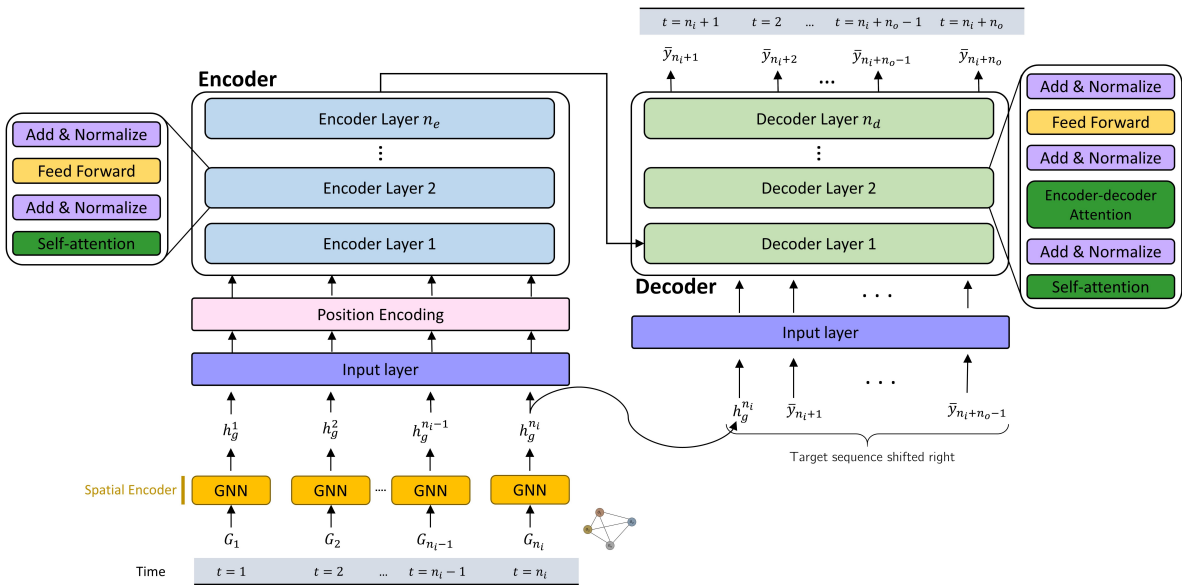 t = n_i + 1 t = 2 ... t = n_i + n_o − 1 t = n_i + n_o
ȳ_{n_i+1} ȳ_{n_i+2} ȳ_{n_i+n_o−1} ȳ_{n_i+n_o}
...
Encoder
Encoder Layer n_e
⋮
Encoder Layer 2
Encoder Layer 1
Add & Normalize
Feed Forward
Add & Normalize
Self-attention
Position Encoding
Input layer
h_g^1 h_g^2 h_g^{n_i−1} h_g^{n_i}
Spatial Encoder
GNN GNN .... GNN GNN
G_1 G_2 G_{n_i−1} G_{n_i}
Time t = 1 t = 2 ... t = n_i − 1 t = n_i
Decoder Layer n_d
⋮
Decoder Layer 2
Decoder Layer 1
Decoder
Add & Normalize
Feed Forward
Add & Normalize
Encoder-decoder
Attention
Add & Normalize
Self-attention
. . .
Input layer
. . .
h_g^{n_i} ȳ_{n_i+1} ȳ_{n_i+n_o−1}
Target sequence shifted right